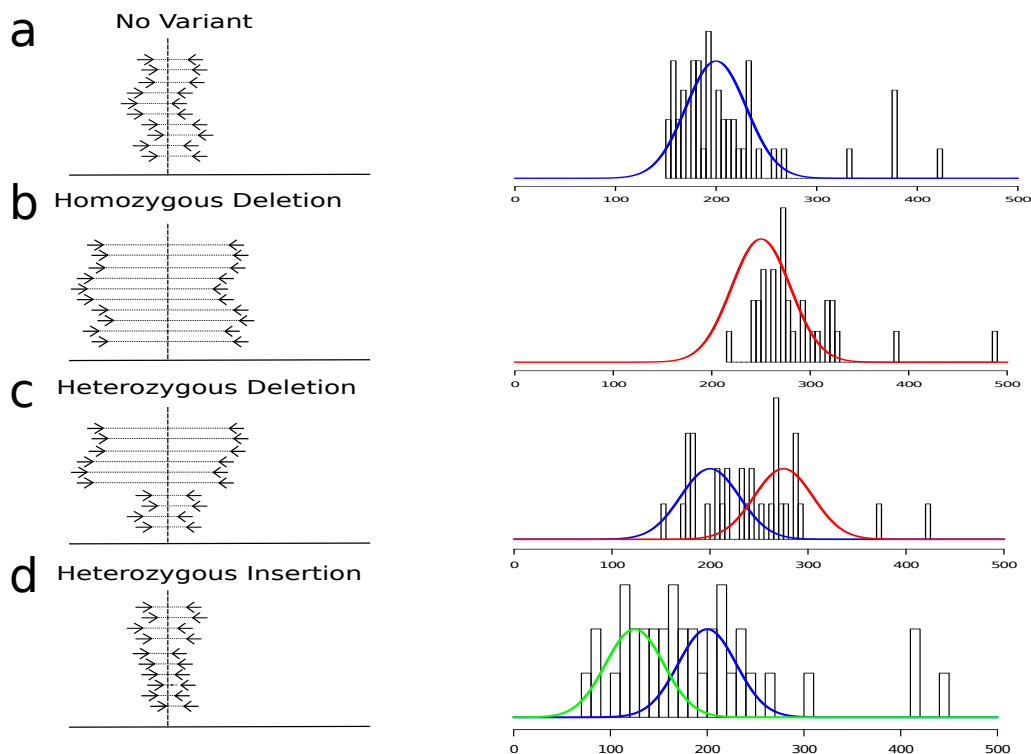 a
No Variant
0 100 200 300 400 500
b
Homozygous Deletion
0 100 200 300 400 500
c
Heterozygous Deletion
0 100 200 300 400 500
d
Heterozygous Insertion
0 100 200 300 400 500